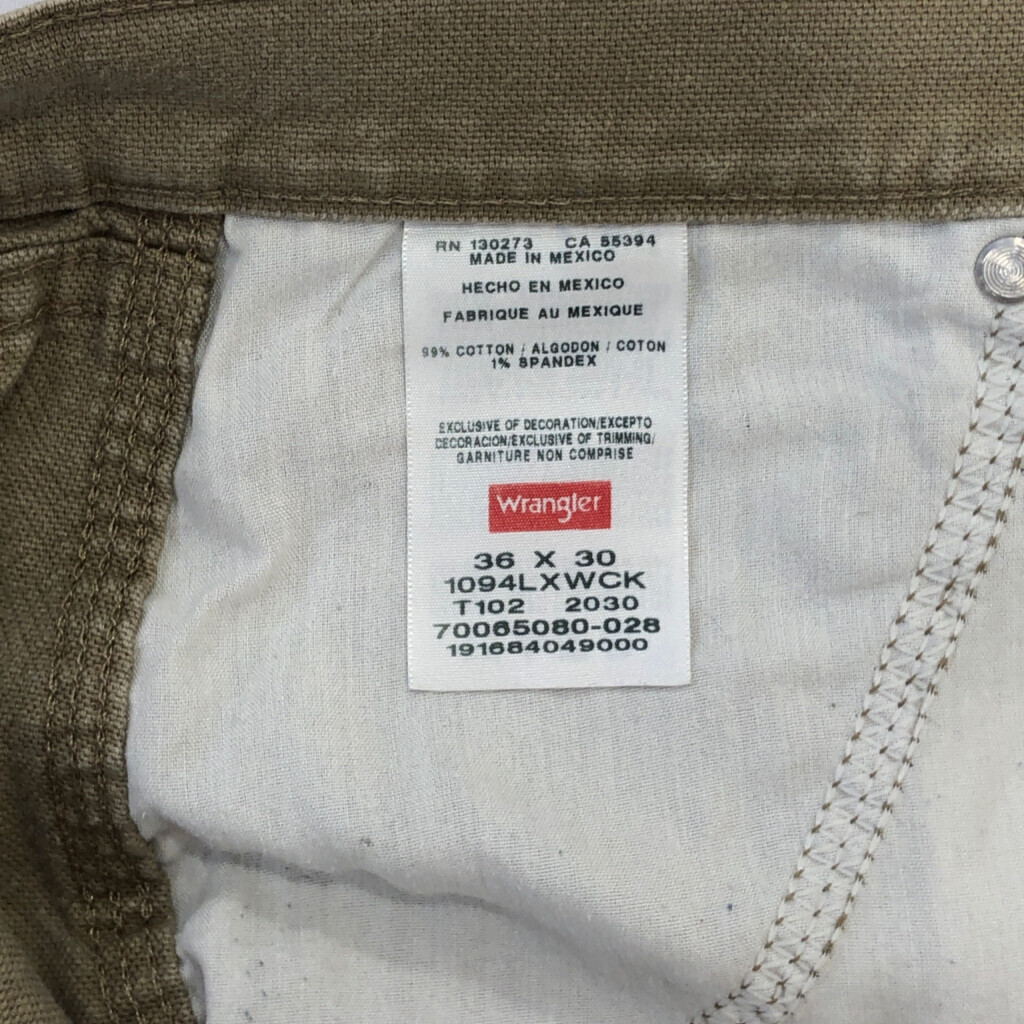 RN 130273 CA 55394
MADE IN MEXICO
HECHO EN MEXICO
FABRIQUE AU MEXIQUE
99% COTTON / ALGODON / COTON
1% SPANDEX
EXCLUSIVE OF DECORATION/EXCEPTO
DECORACION/EXCLUSIVE OF TRIMMING/
GARNITURE NON COMPRISE
Wrangler
36 X 30
1094LXWCK
T102 2030
70065080-028
191684049000